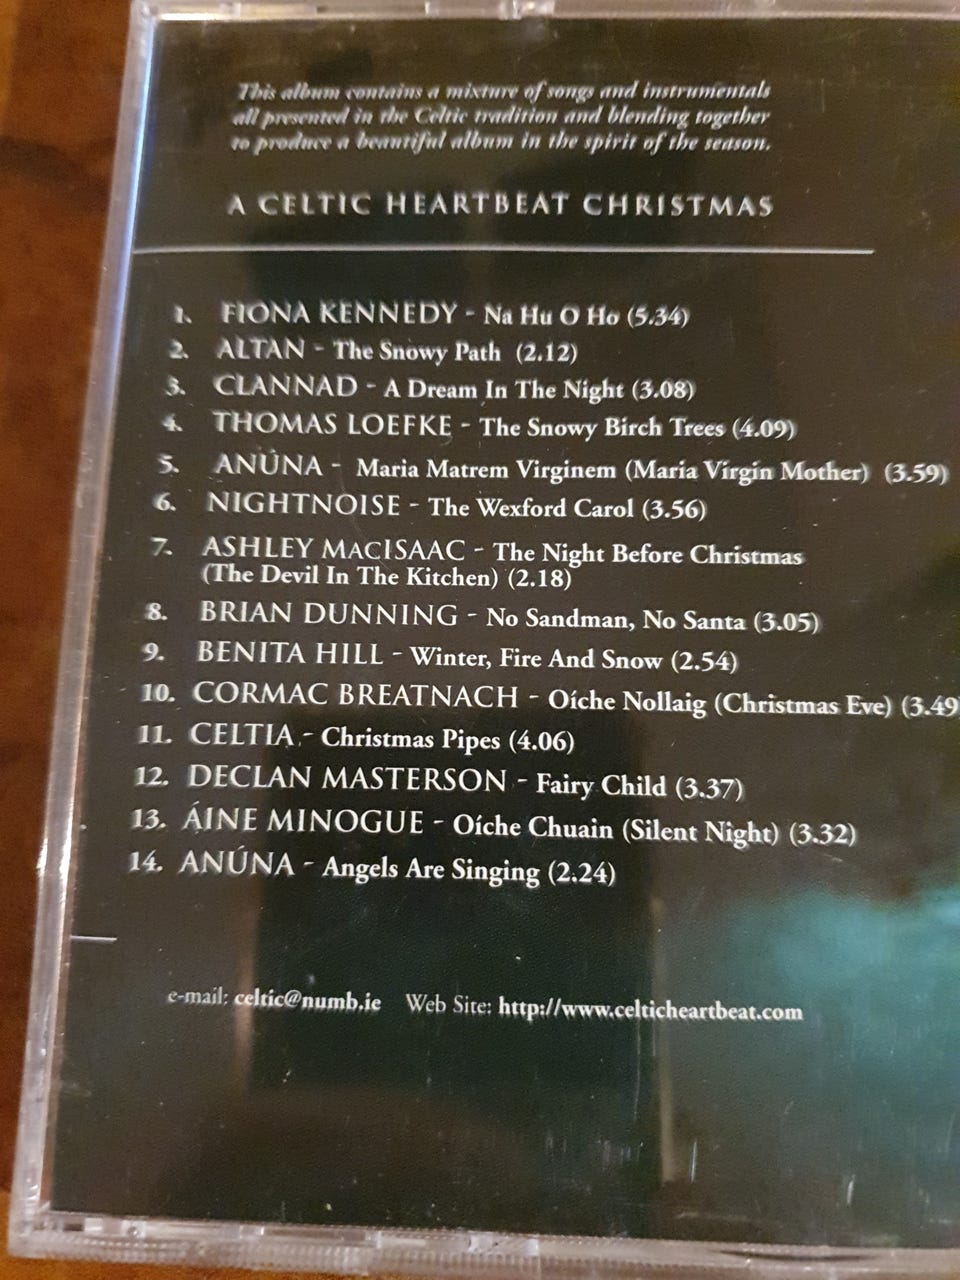 This album contains a mixture of songs and instrumentals
all presented in the Celtic tradition and blending together
to produce a beautiful album in the spirit of the season.
A CELTIC HEARTBEAT CHRISTMAS
1. FIONA KENNEDY - Na Hu O Ho (5.34)
2. ALTAN - The Snowy Path (2.12)
3. CLANNAD - A Dream In The Night (3.08)
4. THOMAS LOEFKE - The Snowy Birch Trees (4.09)
5. ANÚNA - Maria Matrem Virginem (Maria Virgin Mother) (3.59)
6. NIGHTNOISE - The Wexford Carol (3.56)
7. ASHLEY MACISAAC - The Night Before Christmas
(The Devil In The Kitchen) (2.18)
8. BRIAN DUNNING - No Sandman, No Santa (3.05)
9. BENITA HILL - Winter, Fire And Snow (2.54)
10. CORMAC BREATNACH - Oíche Nollaig (Christmas Eve) (3.49)
11. CELTIA - Christmas Pipes (4.06)
12. DECLAN MASTERSON - Fairy Child (3.37)
13. ÁINE MINOGUE - Oíche Chuain (Silent Night) (3.32)
14. ANÚNA - Angels Are Singing (2.24)
e-mail: celtic@numb.ie Web Site: http://www.celticheartbeat.com